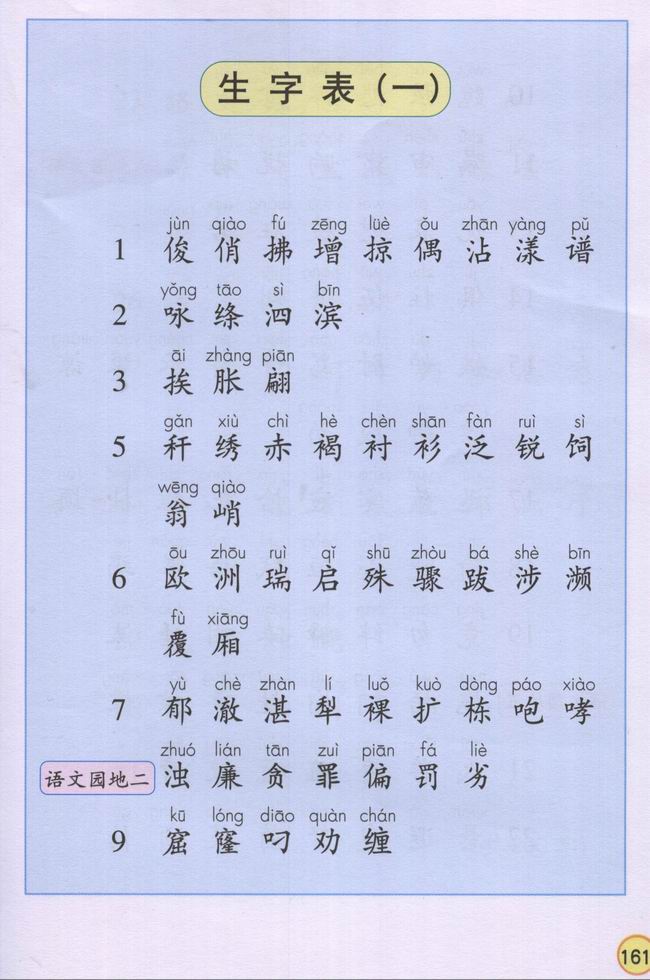 生字表（一）
jùn qiào fú zēng lüè ǒu zhān yàng pǔ
1 俊 俏 拂 增 掠 偶 沾 漾 谱
yǒng tāo sì bīn
2 咏 绦 泗 滨
āi zhàng piān
3 挨 胀 翩
gǎn xiù chì hè chèn shān fàn ruì sì
5 秆 绣 赤 褐 衬 衫 泛 锐 饲
wēng qiào
翁 峭
ōu zhōu ruì qǐ shū zhòu bá shè bīn
6 欧 洲 瑞 启 殊 骤 跋 涉 濒
fù xiāng
覆 厢
yù chè zhàn lí luǒ kuò dòng páo xiào
7 郁 澈 湛 犁 裸 扩 栋 咆 哮
zhuó lián tān zuì piān fá liè
语文园地二 浊 廉 贪 罪 偏 罚 劣
kū lóng diāo quàn chán
9 窟 窿 叼 劝 缠
161